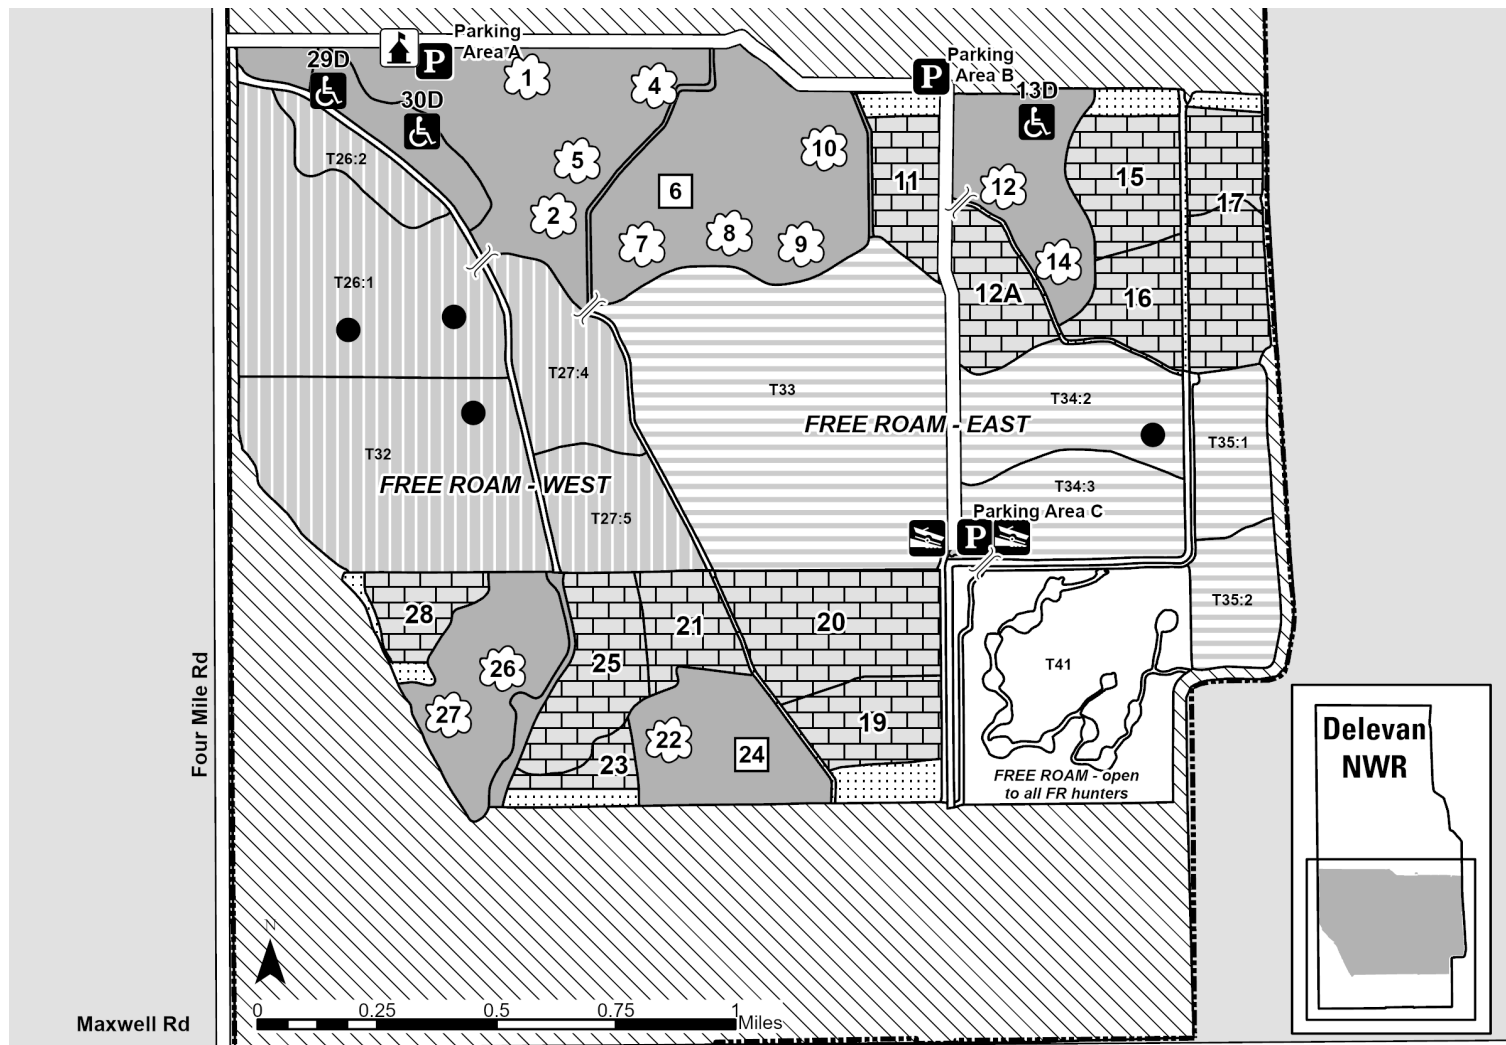 Parking
Area A
P
29D
30D
1
4
5
2
6
7
8
9
10
Parking
Area B
P
13D
11
12
12A
14
15
16
17
T26:2
T26:1
T27:4
T33
T34:2
FREE ROAM - EAST
T35:1
T32
FREE ROAM - WEST
T34:3
T27:5
Parking Area C
P
T35:2
28
21
20
25
26
27
T41
19
22
24
23
FREE ROAM - open
to all FR hunters
Four Mile Rd
Delevan
NWR
N
0 0.25 0.5 0.75 1
Miles
Maxwell Rd